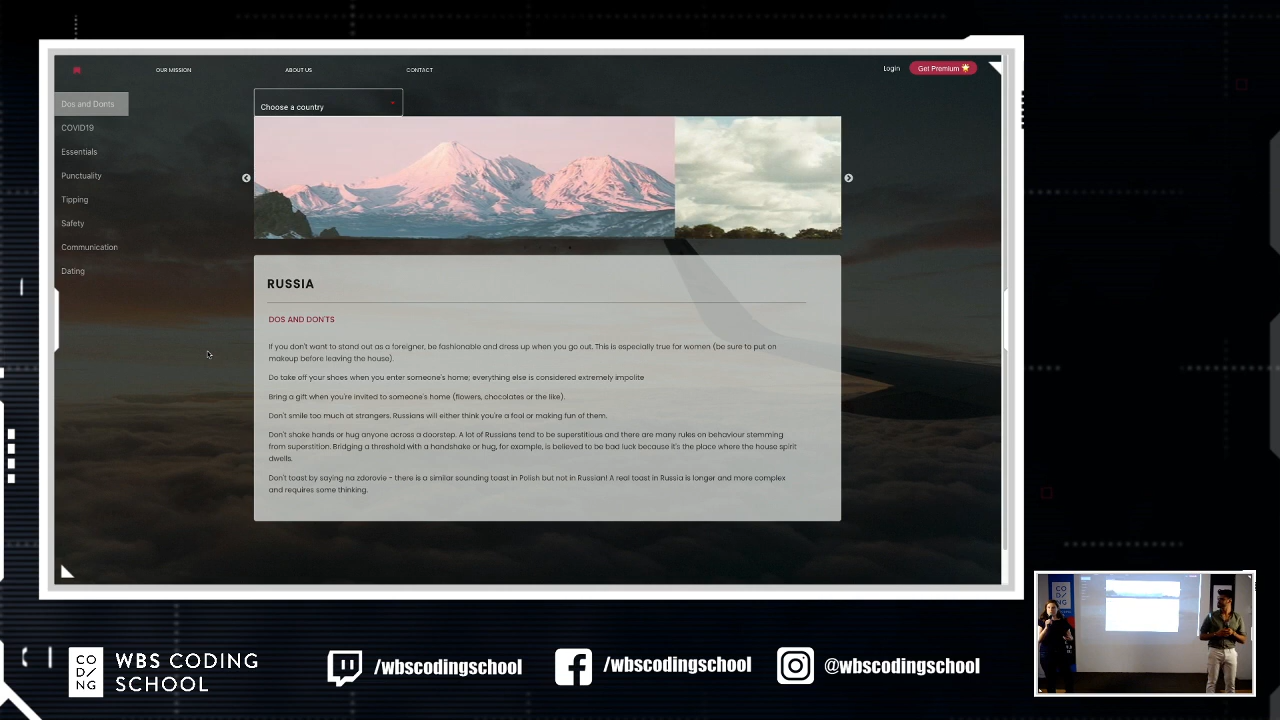 OUR MISSION
ABOUT US
CONTACT
Login
Get Premium
Dos and Donts
COVID19
Essentials
Punctuality
Tipping
Safety
Communication
Dating
Choose a country
RUSSIA
DOS AND DON'TS
If you don't want to stand out as a foreigner, be fashionable and dress up when you go out. This is especially true for women (be sure to put on
makeup before leaving the house).
Do take off your shoes when you enter someone's home; everything else is considered extremely impolite
Bring a gift when you're invited to someone's home (flowers, chocolates or the like).
Don't smile too much at strangers. Russians will either think you're a fool or making fun of them.
Don't shake hands or hug anyone across a doorstep. A lot of Russians tend to be superstitious and there are many rules on behaviour stemming
from superstition. Bridging a threshold with a handshake or hug, for example, is believed to be bad luck because it's the place where the house spirit
dwells.
Don't toast by saying na zdorovie - there is a similar sounding toast in Polish but not in Russian! A real toast in Russia is longer and more complex
and requires some thinking.
CO
D/
NG
WBS CODING
SCHOOL
/wbscodingschool
/wbscodingschool
@wbscodingschool
CO
D/
NG